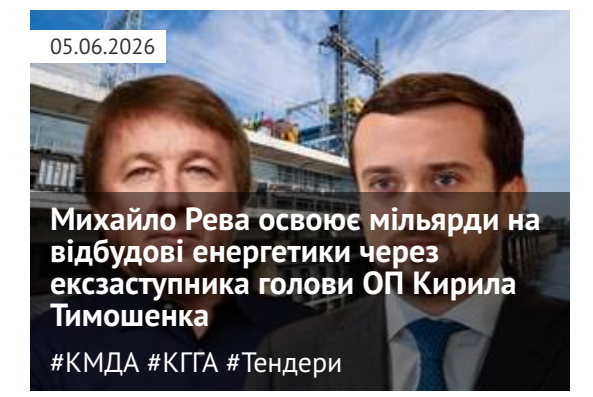 05.06.2026
Михайло Рева освоює мільярди на
відбудові енергетики через
ексзаступника голови ОП Кирила
Тимошенка
#КМДА #КГГА #Тендери